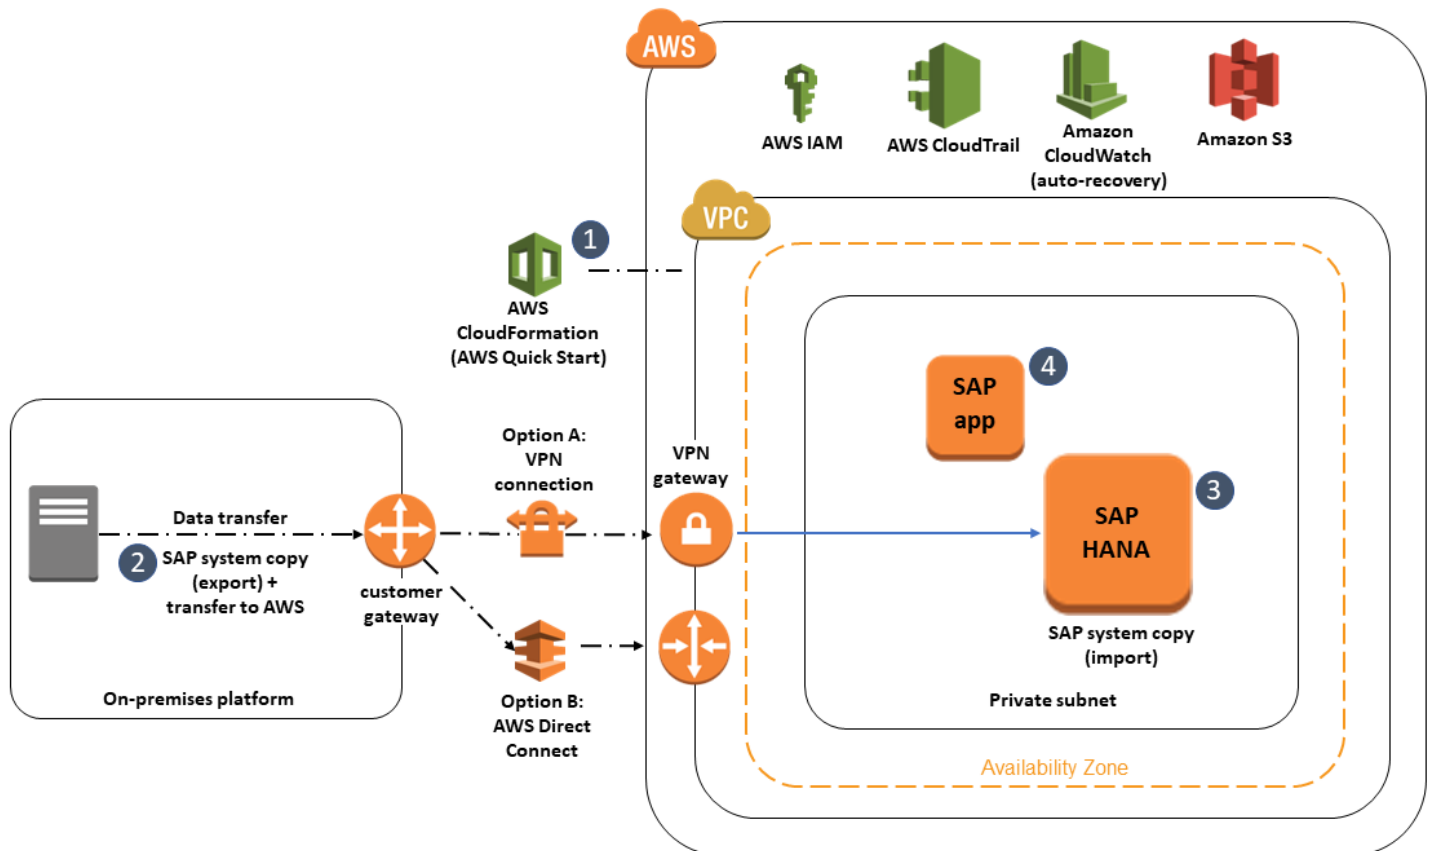 AWS
AWS IAM
AWS CloudTrail
Amazon
CloudWatch
(auto-recovery)
Amazon S3
VPC
1
AWS
CloudFormation
(AWS Quick Start)
4
SAP
app
Option A:
VPN
connection
VPN
gateway
3
SAP
HANA
SAP system copy
(import)
Data transfer
2
SAP system copy
(export) +
transfer to AWS
customer
gateway
On-premises platform
Option B:
AWS Direct
Connect
Private subnet
Availability Zone